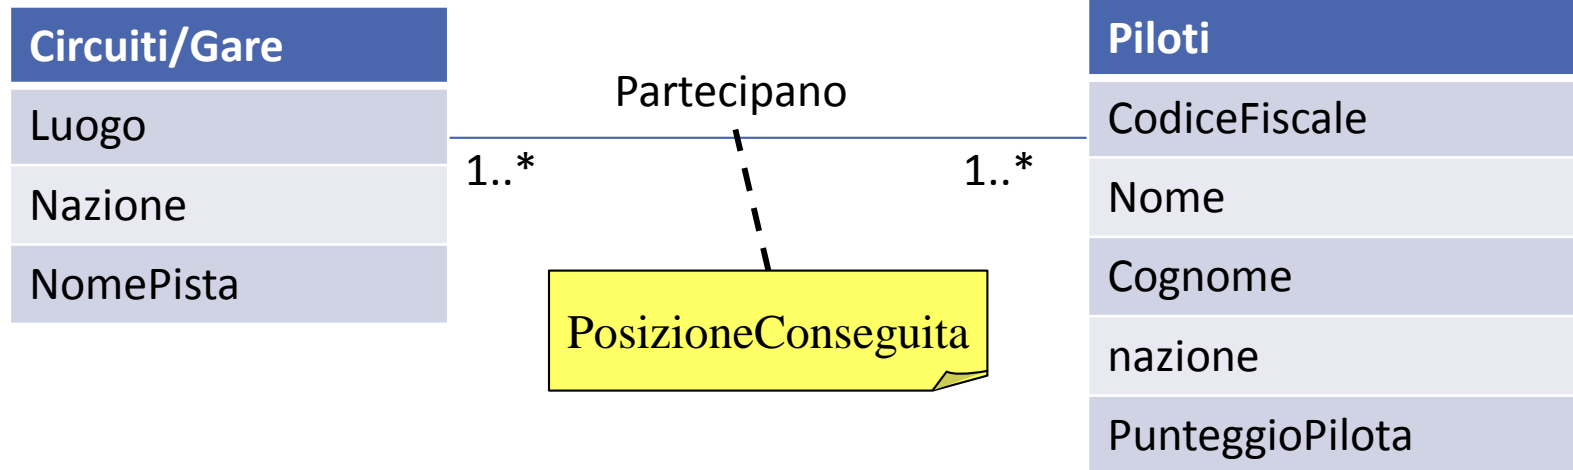 Circuiti/Gare
Luogo
Nazione
NomePista
Partecipano
1..*
1..*
PosizioneConseguita
Piloti
CodiceFiscale
Nome
Cognome
nazione
PunteggioPilota